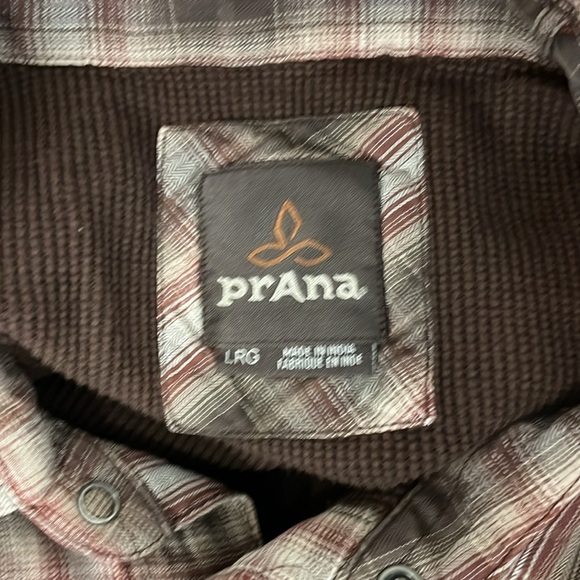 prAna
LRG
MADE IN INDIA
FABRIQUE EN INDE